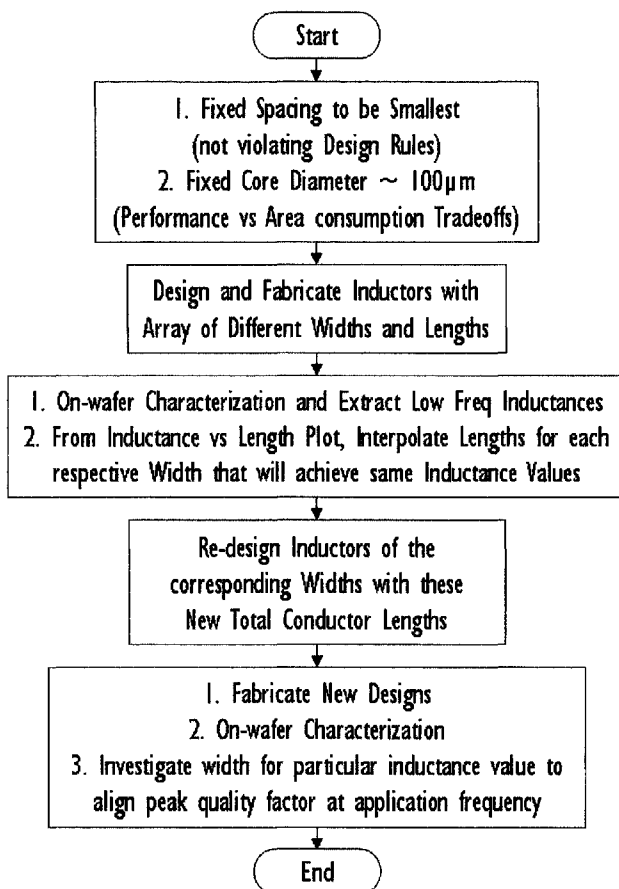 Start
1. Fixed Spacing to be Smallest
(not violating Design Rules)
2. Fixed Core Diameter ~ 100μm
(Performance vs Area consumption Tradeoffs)
Design and Fabricate Inductors with
Array of Different Widths and Lengths
1. On-wafer Characterization and Extract Low Freq Inductances
2. From Inductance vs Length Plot, Interpolate Lengths for each
respective Width that will achieve same Inductance Values
Re-design Inductors of the
corresponding Widths with these
New Total Conductor Lengths
1. Fabricate New Designs
2. On-wafer Characterization
3. Investigate width for particular inductance value to
align peak quality factor at application frequency
End